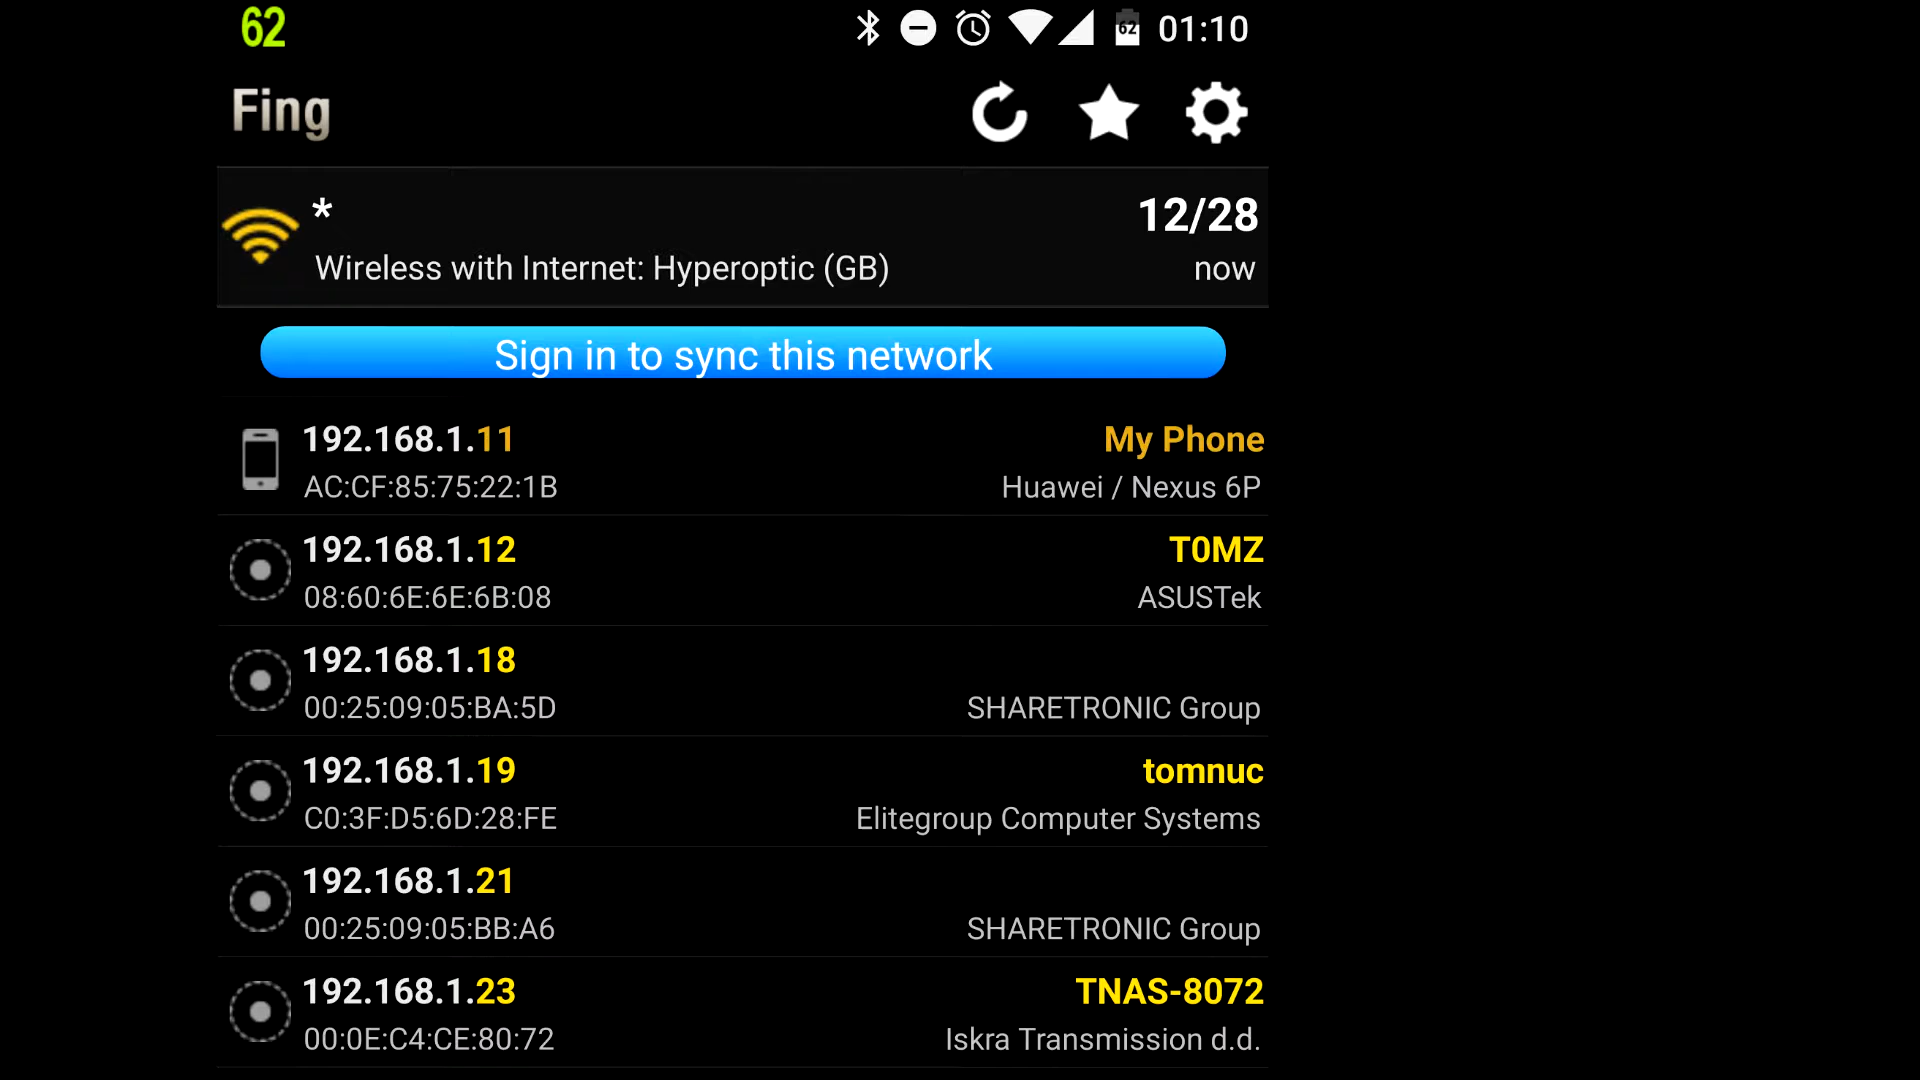 62
62 01:10
Fing
* 12/28
Wireless with Internet: Hyperoptic (GB) now
Sign in to sync this network
192.168.1.11 My Phone
AC:CF:85:75:22:1B Huawei / Nexus 6P
192.168.1.12 T0MZ
08:60:6E:6E:6B:08 ASUSTek
192.168.1.18
00:25:09:05:BA:5D SHARETRONIC Group
192.168.1.19 tomnuc
C0:3F:D5:6D:28:FE Elitegroup Computer Systems
192.168.1.21
00:25:09:05:BB:A6 SHARETRONIC Group
192.168.1.23 TNAS-8072
00:0E:C4:CE:80:72 Iskra Transmission d.d.